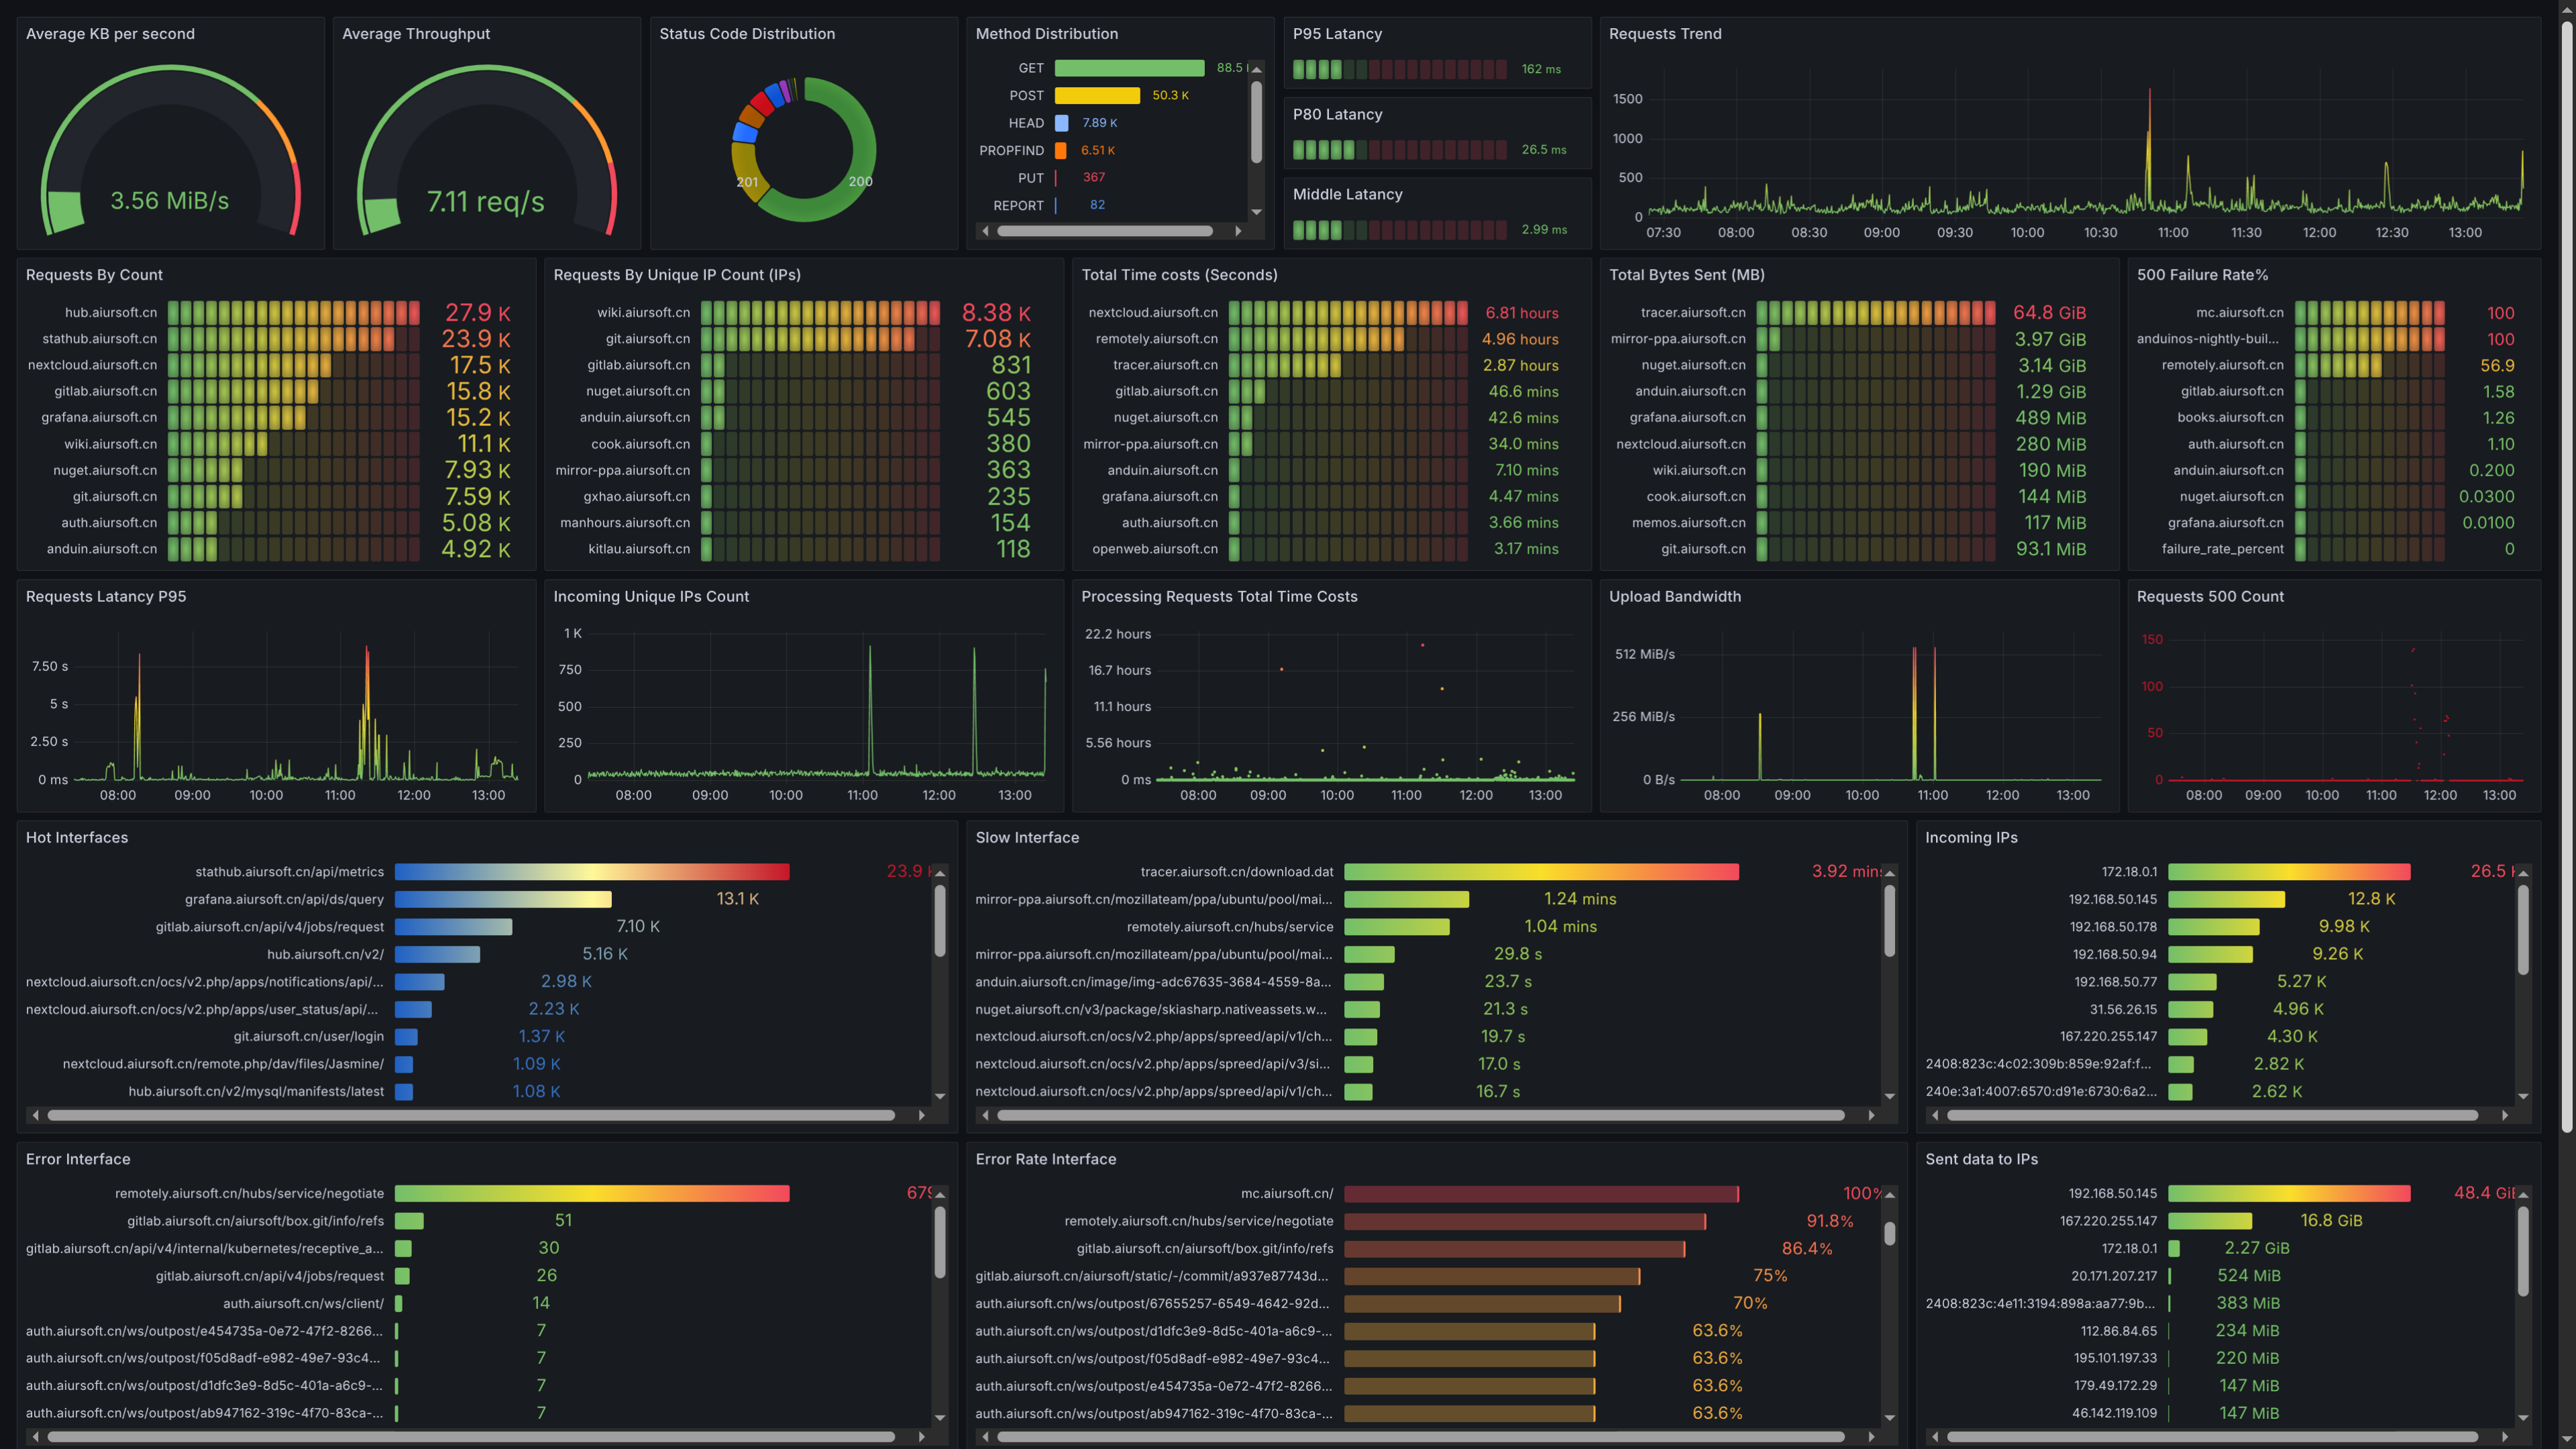 Average KB per second
3.56 MiB/s
Average Throughput
7.11 req/s
Status Code Distribution
201
200
Method Distribution
GET 88.5
POST 50.3 K
HEAD 7.89 K
PROPFIND 6.51 K
PUT 367
REPORT 82
P95 Latancy
162 ms
P80 Latancy
26.5 ms
Middle Latancy
2.99 ms
Requests Trend
1500
1000
500
0
07:30 08:00 08:30 09:00 09:30 10:00 10:30 11:00 11:30 12:00 12:30 13:00
Requests By Count
hub.aiursoft.cn 27.9 K
stathub.aiursoft.cn 23.9 K
nextcloud.aiursoft.cn 17.5 K
gitlab.aiursoft.cn 15.8 K
grafana.aiursoft.cn 15.2 K
wiki.aiursoft.cn 11.1 K
nuget.aiursoft.cn 7.93 K
git.aiursoft.cn 7.59 K
auth.aiursoft.cn 5.08 K
anduin.aiursoft.cn 4.92 K
Requests By Unique IP Count (IPs)
wiki.aiursoft.cn 8.38 K
git.aiursoft.cn 7.08 K
gitlab.aiursoft.cn 831
nuget.aiursoft.cn 603
anduin.aiursoft.cn 545
cook.aiursoft.cn 380
mirror-ppa.aiursoft.cn 363
gxhao.aiursoft.cn 235
manhours.aiursoft.cn 154
kitlau.aiursoft.cn 118
Total Time costs (Seconds)
nextcloud.aiursoft.cn 6.81 hours
remotely.aiursoft.cn 4.96 hours
tracer.aiursoft.cn 2.87 hours
gitlab.aiursoft.cn 46.6 mins
nuget.aiursoft.cn 42.6 mins
mirror-ppa.aiursoft.cn 34.0 mins
anduin.aiursoft.cn 7.10 mins
grafana.aiursoft.cn 4.47 mins
auth.aiursoft.cn 3.66 mins
openweb.aiursoft.cn 3.17 mins
Total Bytes Sent (MB)
tracer.aiursoft.cn 64.8 GiB
mirror-ppa.aiursoft.cn 3.97 GiB
nuget.aiursoft.cn 3.14 GiB
anduin.aiursoft.cn 1.29 GiB
grafana.aiursoft.cn 489 MiB
nextcloud.aiursoft.cn 280 MiB
wiki.aiursoft.cn 190 MiB
cook.aiursoft.cn 144 MiB
memos.aiursoft.cn 117 MiB
git.aiursoft.cn 93.1 MiB
500 Failure Rate%
mc.aiursoft.cn 100
anduinos-nightly-buil... 100
remotely.aiursoft.cn 56.9
gitlab.aiursoft.cn 1.58
books.aiursoft.cn 1.26
auth.aiursoft.cn 1.10
anduin.aiursoft.cn 0.200
nuget.aiursoft.cn 0.0300
grafana.aiursoft.cn 0.0100
failure_rate_percent 0
Requests Latancy P95
7.50 s
5 s
2.50 s
0 ms
08:00 09:00 10:00 11:00 12:00 13:00
Incoming Unique IPs Count
1 K
750
500
250
0
08:00 09:00 10:00 11:00 12:00 13:00
Processing Requests Total Time Costs
22.2 hours
16.7 hours
11.1 hours
5.56 hours
0 ms
08:00 09:00 10:00 11:00 12:00 13:00
Upload Bandwidth
512 MiB/s
256 MiB/s
0 B/s
08:00 09:00 10:00 11:00 12:00 13:00
Requests 500 Count
150
100
50
0
08:00 09:00 10:00 11:00 12:00 13:00
Hot Interfaces
stathub.aiursoft.cn/api/metrics 23.9
grafana.aiursoft.cn/api/ds/query 13.1 K
gitlab.aiursoft.cn/api/v4/jobs/request 7.10 K
hub.aiursoft.cn/v2/ 5.16 K
nextcloud.aiursoft.cn/ocs/v2.php/apps/notifications/api/... 2.98 K
nextcloud.aiursoft.cn/ocs/v2.php/apps/user_status/api/... 2.23 K
git.aiursoft.cn/user/login 1.37 K
nextcloud.aiursoft.cn/remote.php/dav/files/Jasmine/ 1.09 K
hub.aiursoft.cn/v2/mysql/manifests/latest 1.08 K
Slow Interface
tracer.aiursoft.cn/download.dat 3.92 mins
mirror-ppa.aiursoft.cn/mozillateam/ppa/ubuntu/pool/mai... 1.24 mins
remotely.aiursoft.cn/hubs/service 1.04 mins
mirror-ppa.aiursoft.cn/mozillateam/ppa/ubuntu/pool/mai... 29.8 s
anduin.aiursoft.cn/image/img-adc67635-3684-4559-8a... 23.7 s
nuget.aiursoft.cn/v3/package/skiasharp.nativeassets.w... 21.3 s
nextcloud.aiursoft.cn/ocs/v2.php/apps/spreed/api/v1/ch... 19.7 s
nextcloud.aiursoft.cn/ocs/v2.php/apps/spreed/api/v3/si... 17.0 s
nextcloud.aiursoft.cn/ocs/v2.php/apps/spreed/api/v1/ch... 16.7 s
Incoming IPs
172.18.0.1 26.5
192.168.50.145 12.8 K
192.168.50.178 9.98 K
192.168.50.94 9.26 K
192.168.50.77 5.27 K
31.56.26.15 4.96 K
167.220.255.147 4.30 K
2408:823c:4c02:309b:859e:92af:f... 2.82 K
240e:3a1:4007:6570:d91e:6730:6a2... 2.62 K
Error Interface
remotely.aiursoft.cn/hubs/service/negotiate 679
gitlab.aiursoft.cn/aiursoft/box.git/info/refs 51
gitlab.aiursoft.cn/api/v4/internal/kubernetes/receptive_a... 30
gitlab.aiursoft.cn/api/v4/jobs/request 26
auth.aiursoft.cn/ws/client/ 14
auth.aiursoft.cn/ws/outpost/e454735a-0e72-47f2-8266... 7
auth.aiursoft.cn/ws/outpost/f05d8adf-e982-49e7-93c4... 7
auth.aiursoft.cn/ws/outpost/d1dfc3e9-8d5c-401a-a6c9-... 7
auth.aiursoft.cn/ws/outpost/ab947162-319c-4f70-83ca-... 7
Error Rate Interface
mc.aiursoft.cn/ 100%
remotely.aiursoft.cn/hubs/service/negotiate 91.8%
gitlab.aiursoft.cn/aiursoft/box.git/info/refs 86.4%
gitlab.aiursoft.cn/aiursoft/static/-/commit/a937e87743d... 75%
auth.aiursoft.cn/ws/outpost/67655257-6549-4642-92d... 70%
auth.aiursoft.cn/ws/outpost/d1dfc3e9-8d5c-401a-a6c9-... 63.6%
auth.aiursoft.cn/ws/outpost/f05d8adf-e982-49e7-93c4... 63.6%
auth.aiursoft.cn/ws/outpost/e454735a-0e72-47f2-8266... 63.6%
auth.aiursoft.cn/ws/outpost/ab947162-319c-4f70-83ca-... 63.6%
Sent data to IPs
192.168.50.145 48.4 GiB
167.220.255.147 16.8 GiB
172.18.0.1 2.27 GiB
20.171.207.217 524 MiB
2408:823c:4e11:3194:898a:aa77:9b... 383 MiB
112.86.84.65 234 MiB
195.101.197.33 220 MiB
179.49.172.29 147 MiB
46.142.119.109 147 MiB